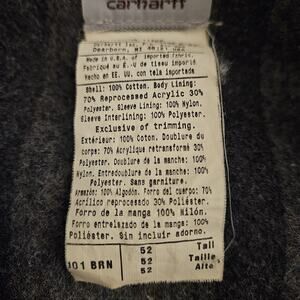 carhartt
Carhartt Inc.
Dearborn, MI 48121 USA
Made in U.S.A. of imported fabric.
Fabriqué au É.-U de tissu importé.
Hecho en EE. UU. con tela importada
Shell: 100% Cotton. Body Lining:
70% Reprocessed Acrylic 30%
Polyester. Sleeve Lining: 100% Nylon.
Sleeve Interlining: 100% Polyester.
Exclusive of trimming.
Extérieur: 100% Coton. Doublure du
corps: 70% Acrylique retransformé 30%
Polyester. Doublure de la manche: 100%
Nylon. Entredoublure de la manche: 100%
Polyester. Sans garniture.
Armazón: 100% Algodón. Forro del cuerpo: 70%
Acrílico reprocesado 30% Poliéster.
Forro de la manga 100% Nilón.
Forro entrelazado de la manga: 100%
Poliéster. Sin incluir adorno.
52 Tall
J01 BRN 52 Taille
52 Alto